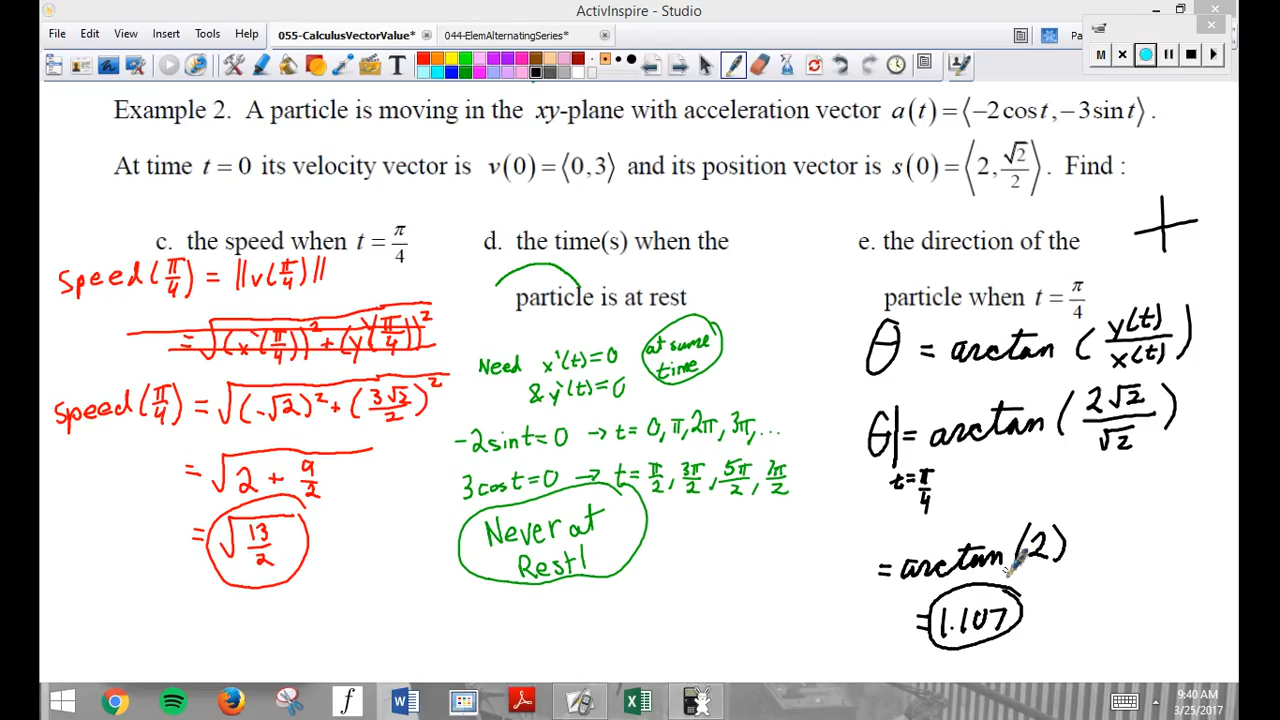 ActivInspire - Studio
File Edit View Insert Tools Help
055-CalculusVectorValue*
044-ElemAlternatingSeries*
Pa
M
Example 2. A particle is moving in the xy-plane with acceleration vector a(t) = ⟨−2cos t, −3sin t⟩.
At time t = 0 its velocity vector is v(0) = ⟨0,3⟩ and its position vector is s(0) = ⟨2, √2/2⟩. Find :
c. the speed when t = π/4
Speed(π/4) = ||v(π/4)||
= √(x'(π/4))² + (y'(π/4))²
Speed(π/4) = √(-√2)² + (3√2/2)²
= √2 + 9/2
= √13/2
d. the time(s) when the
particle is at rest
Need x'(t)=0
& y'(t)=0
at same
time
-2sint=0 → t= 0, π, 2π, 3π, ...
3cost=0 → t= π/2, 3π/2, 5π/2, 7π/2
Never at
Rest!
e. the direction of the
particle when t = π/4
θ = arctan (y(t)/x(t))
θ| = arctan (2√2/√2)
t=π/4
= arctan (2)
= 1.107
9:40 AM
3/25/2017